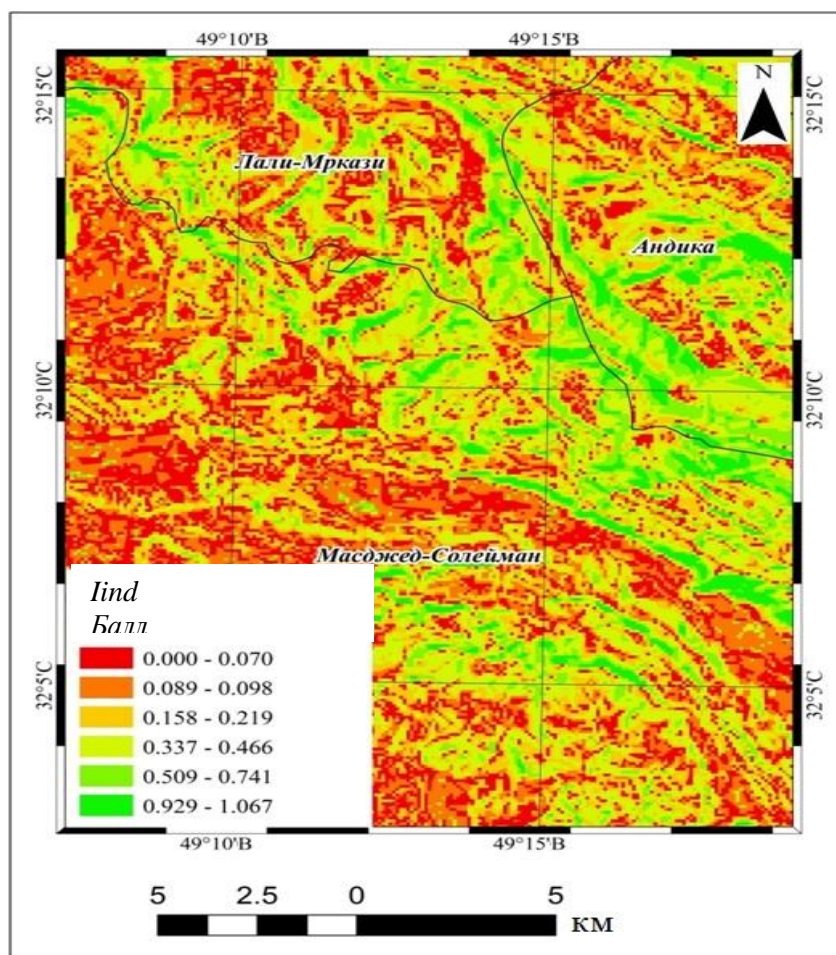 49°10'В 49°15'В
N
32°15'С 32°15'С
Лали-Мркази
Андика
32°10'С 32°10'С
Масджед-Солейман
Iind
Балл
0.000 - 0.070
0.089 - 0.098
0.158 - 0.219
0.337 - 0.466
0.509 - 0.741
0.929 - 1.067
32°5'С 32°5'С
49°10'В 49°15'В
5 2.5 0 5
км